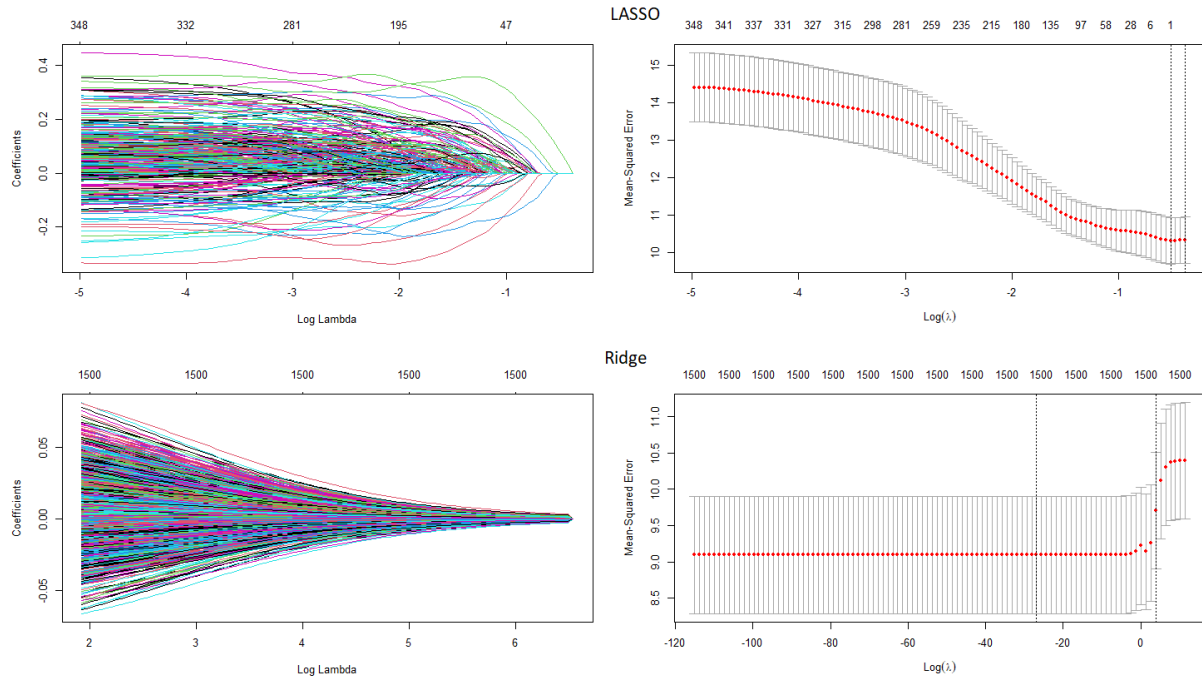 LASSO
348 332 281 195 47
0.4
0.2
0.0
-0.2
Coefficients
-5 -4 -3 -2 -1
Log Lambda
348 341 337 331 327 315 298 281 259 235 215 180 135 97 58 28 6 1
15
14
13
12
11
10
Mean-Squared Error
-5 -4 -3 -2 -1
Log(λ)
Ridge
1500 1500 1500 1500 1500
0.05
0.00
-0.05
Coefficients
2 3 4 5 6
Log Lambda
1500 1500 1500 1500 1500 1500 1500 1500 1500 1500 1500 1500 1500 1500
11.0
10.5
10.0
9.5
9.0
8.5
Mean-Squared Error
-120 -100 -80 -60 -40 -20 0
Log(λ)